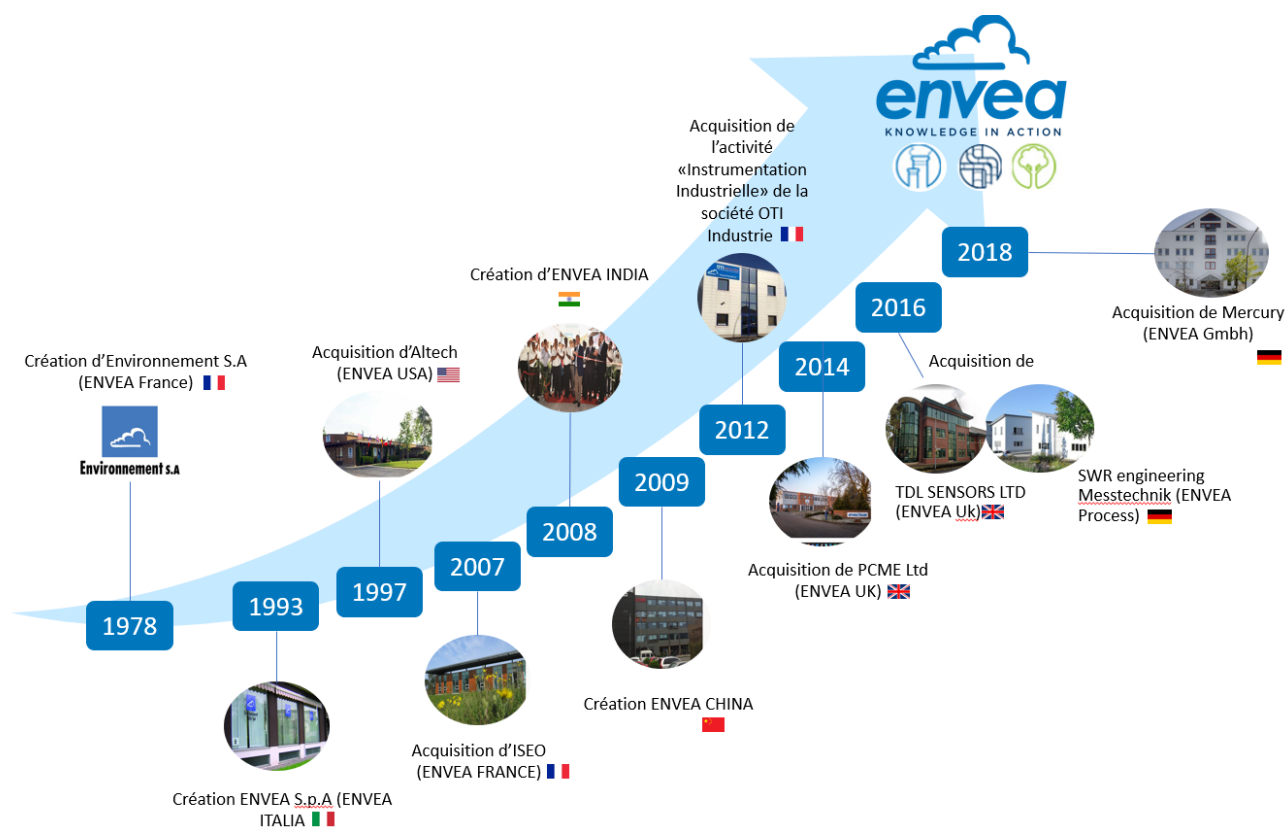 envea
KNOWLEDGE IN ACTION
Acquisition de
l’activité
«Instrumentation
Industrielle» de la
société OTI
Industrie
2018
Création d’ENVEA INDIA
2016
Acquisition de Mercury
(ENVEA Gmbh)
Création d’Environnement S.A
(ENVEA France)
Acquisition d’Altech
(ENVEA USA)
2014
Acquisition de
2012
Environnement s.a
2009
TDL SENSORS LTD
(ENVEA Uk)
SWR engineering
Messtechnik (ENVEA
Process)
2008
2007
Acquisition de PCME Ltd
(ENVEA UK)
1997
1993
1978
Création ENVEA CHINA
Acquisition d’ISEO
(ENVEA FRANCE)
Création ENVEA S.p.A (ENVEA
ITALIA